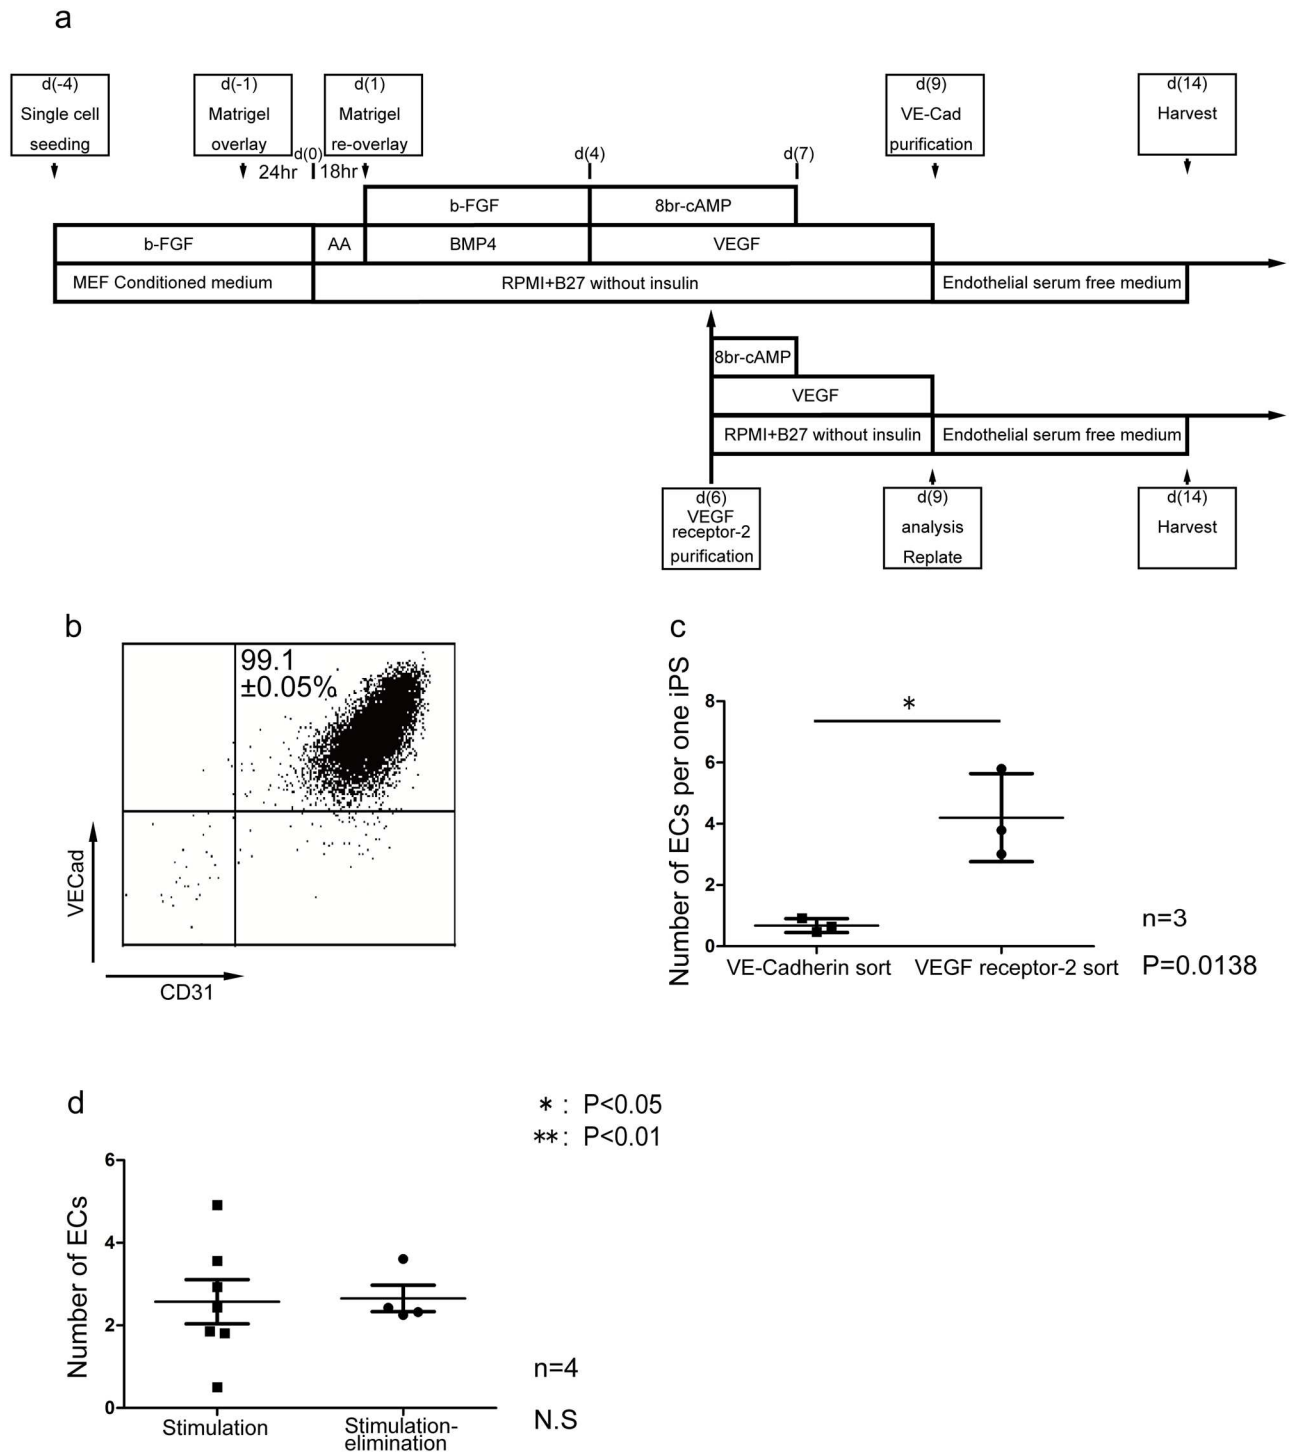 a
d(-4)
Single cell
seeding
d(-1)
Matrigel
overlay
d(1)
Matrigel
re-overlay
d(9)
VE-Cad
purification
d(14)
Harvest
24hr
d(0)
18hr
d(4)
d(7)
b-FGF
8br-cAMP
b-FGF
AA
BMP4
VEGF
MEF Conditioned medium
RPMI+B27 without insulin
Endothelial serum free medium
8br-cAMP
VEGF
RPMI+B27 without insulin
Endothelial serum free medium
d(6)
VEGF
receptor-2
purification
d(9)
analysis
Replate
d(14)
Harvest
b
99.1
±0.05%
VECad
CD31
c
Number of ECs per one iPS
8
6
4
2
0
*
VE-Cadherin sort
VEGF receptor-2 sort
n=3
P=0.0138
d
* : P<0.05
** : P<0.01
Number of ECs
6
4
2
0
Stimulation
Stimulation-
elimination
n=4
N.S